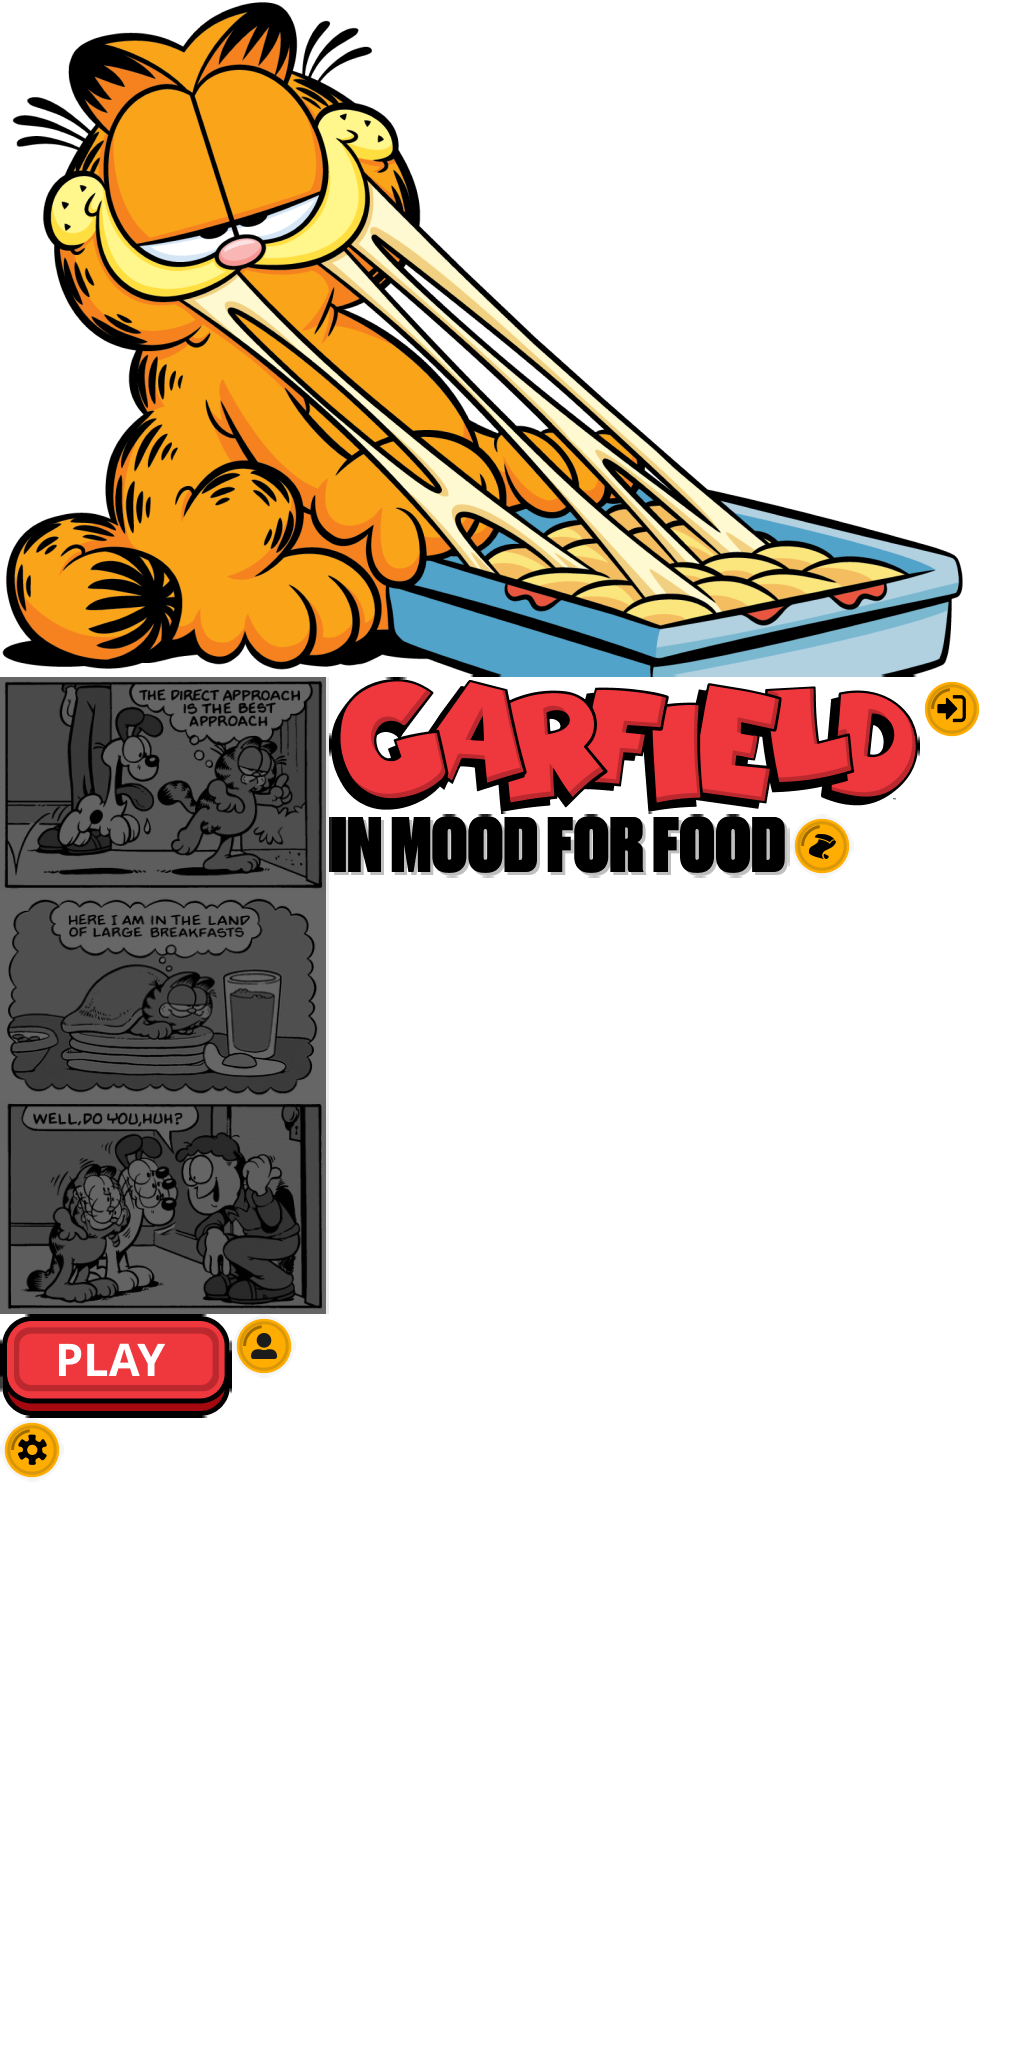 THE DIRECT APPROACH
IS THE BEST
APPROACH
GARFIELD
IN MOOD FOR FOOD
HERE I AM IN THE LAND
OF LARGE BREAKFASTS
WELL, DO YOU, HUH?
PLAY